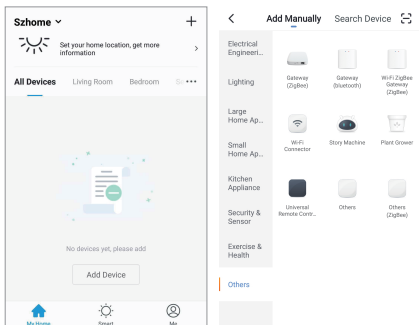 Szhome
Set your home location, get more
information
All Devices Living Room Bedroom
No devices yet, please add
Add Device
My Home Smart Me
Add Manually Search Device
Electrical
Engineeri...
Lighting
Large
Home Ap...
Small
Home Ap...
Kitchen
Appliance
Security &
Sensor
Exercise &
Health
Others
Gateway
(ZigBee)
Gateway
(bluetooth)
Wi-Fi ZigBee
Gateway
(ZigBee)
Wi-Fi
Connector
Story Machine
Plant Grower
Universal
Remote Contr...
Others
Others
(ZigBee)